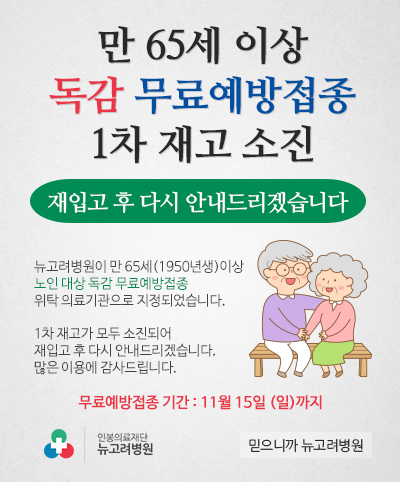 만 65세 이상
독감 무료예방접종
1차 재고 소진
재입고 후 다시 안내드리겠습니다
뉴고려병원이 만 65세(1950년생)이상
노인 대상 독감 무료예방접종
위탁 의료기관으로 지정되었습니다.
1차 재고가 모두 소진되어
재입고 후 다시 안내드리겠습니다.
많은 이용에 감사드립니다.
무료예방접종 기간 : 11월 15일 (일)까지
인봉의료재단
뉴고려병원
믿으니까 뉴고려병원